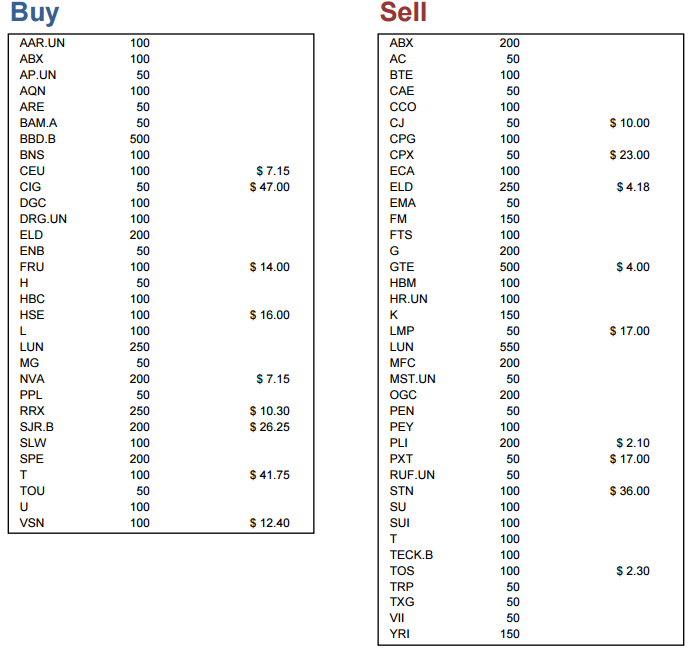 Buy
AAR.UN 100
ABX 100
AP.UN 50
AQN 100
ARE 50
BAM.A 50
BBD.B 500
BNS 100
CEU 100 $ 7.15
CIG 50 $ 47.00
DGC 100
DRG.UN 100
ELD 200
ENB 50
FRU 100 $ 14.00
H 50
HBC 100
HSE 100 $ 16.00
L 100
LUN 250
MG 50
NVA 200 $ 7.15
PPL 50
RRX 250 $ 10.30
SJR.B 200 $ 26.25
SLW 100
SPE 200
T 100 $ 41.75
TOU 50
U 100
VSN 100 $ 12.40
Sell
ABX 200
AC 50
BTE 100
CAE 50
CCO 100
CJ 50 $ 10.00
CPG 100
CPX 50 $ 23.00
ECA 100
ELD 250 $ 4.18
EMA 50
FM 150
FTS 100
G 200
GTE 500 $ 4.00
HBM 100
HR.UN 100
K 150
LMP 50 $ 17.00
LUN 550
MFC 200
MST.UN 50
OGC 200
PEN 50
PEY 100
PLI 200 $ 2.10
PXT 50 $ 17.00
RUF.UN 50
STN 100 $ 36.00
SU 100
SUI 100
T 100
TECK.B 100
TOS 100 $ 2.30
TRP 50
TXG 50
VII 50
YRI 150